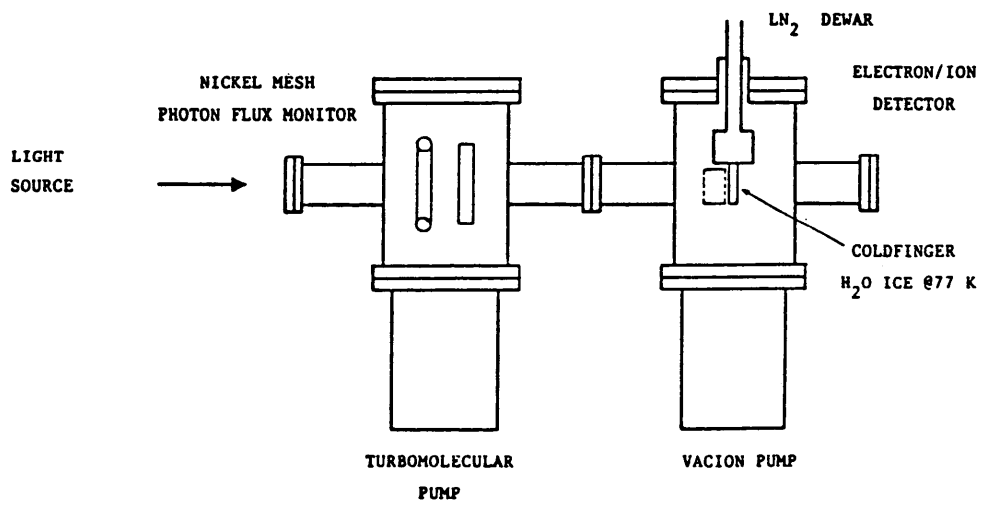 LN2 DEWAR
NICKEL MESH
PHOTON FLUX MONITOR
ELECTRON/ION
DETECTOR
LIGHT
SOURCE
COLDFINGER
H2O ICE @77 K
TURBOMOLECULAR
PUMP
VACION PUMP